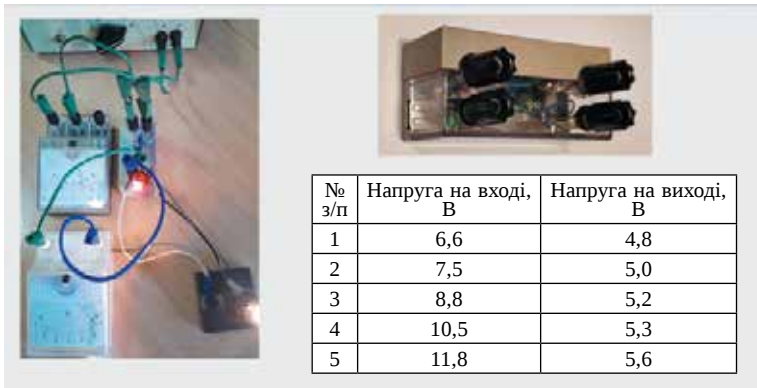 № з/п Напруга на вході, В Напруга на виході, В
1 6,6 4,8
2 7,5 5,0
3 8,8 5,2
4 10,5 5,3
5 11,8 5,6